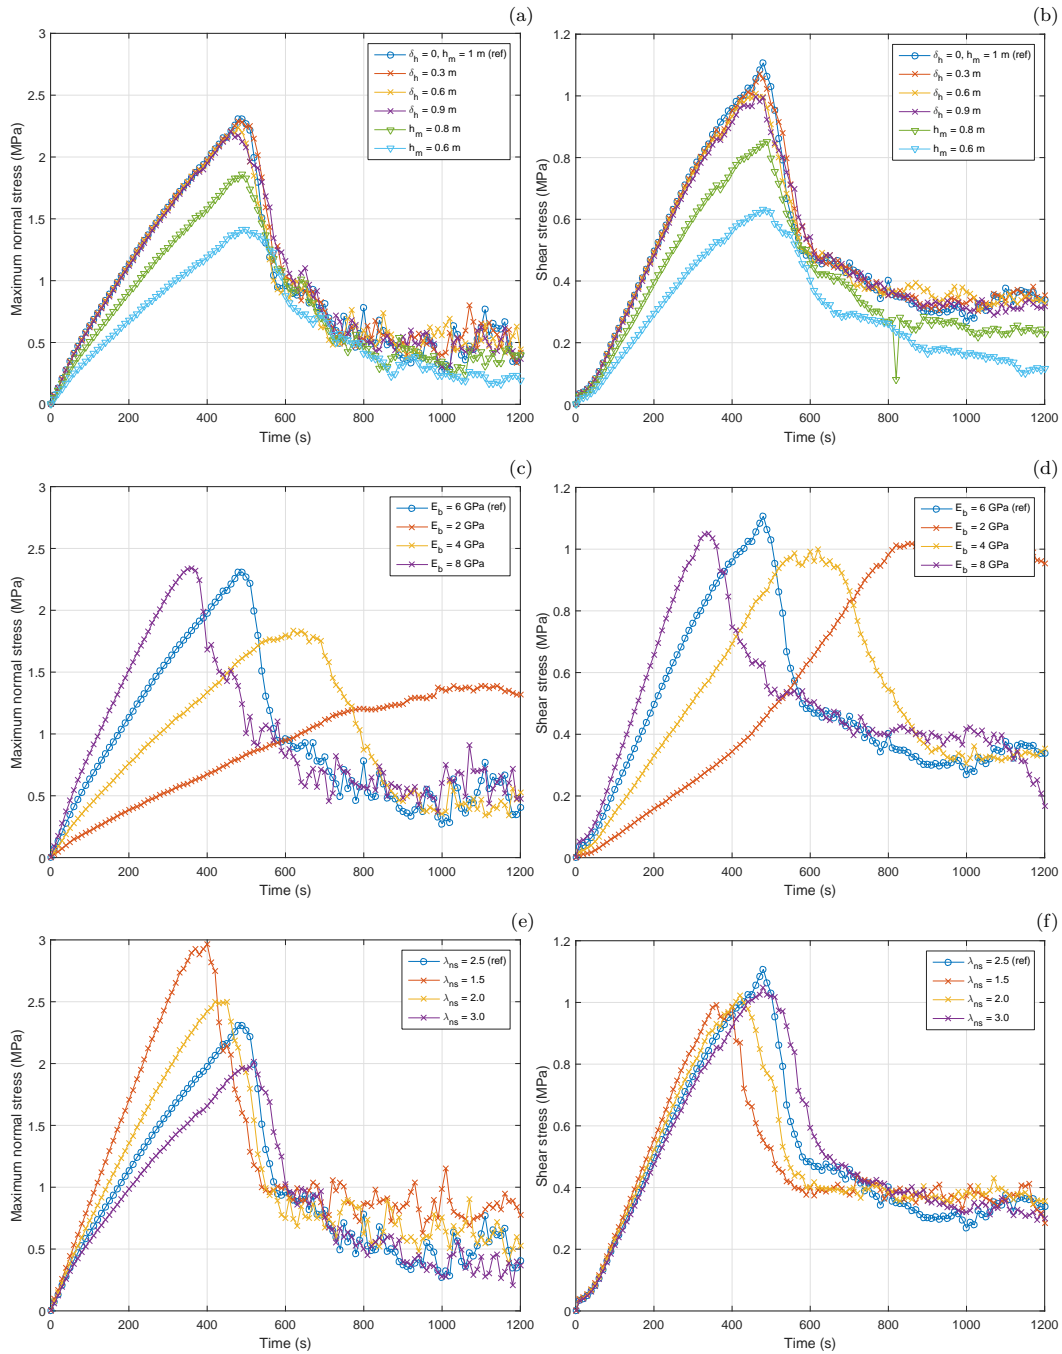 (a)
3
2.5
2
1.5
1
0.5
0
Maximum normal stress (MPa)
δh = 0, hm = 1 m (ref)
δh = 0.3 m
δh = 0.6 m
δh = 0.9 m
hm = 0.8 m
hm = 0.6 m
0 200 400 600 800 1000 1200
Time (s)
(b)
1.2
1
0.8
0.6
0.4
0.2
0
Shear stress (MPa)
δh = 0, hm = 1 m (ref)
δh = 0.3 m
δh = 0.6 m
δh = 0.9 m
hm = 0.8 m
hm = 0.6 m
0 200 400 600 800 1000 1200
Time (s)
(c)
3
2.5
2
1.5
1
0.5
0
Maximum normal stress (MPa)
Eb = 6 GPa (ref)
Eb = 2 GPa
Eb = 4 GPa
Eb = 8 GPa
0 200 400 600 800 1000 1200
Time (s)
(d)
1.2
1
0.8
0.6
0.4
0.2
0
Shear stress (MPa)
Eb = 6 GPa (ref)
Eb = 2 GPa
Eb = 4 GPa
Eb = 8 GPa
0 200 400 600 800 1000 1200
Time (s)
(e)
3
2.5
2
1.5
1
0.5
0
Maximum normal stress (MPa)
λns = 2.5 (ref)
λns = 1.5
λns = 2.0
λns = 3.0
0 200 400 600 800 1000 1200
Time (s)
(f)
1.2
1
0.8
0.6
0.4
0.2
0
Shear stress (MPa)
λns = 2.5 (ref)
λns = 1.5
λns = 2.0
λns = 3.0
0 200 400 600 800 1000 1200
Time (s)